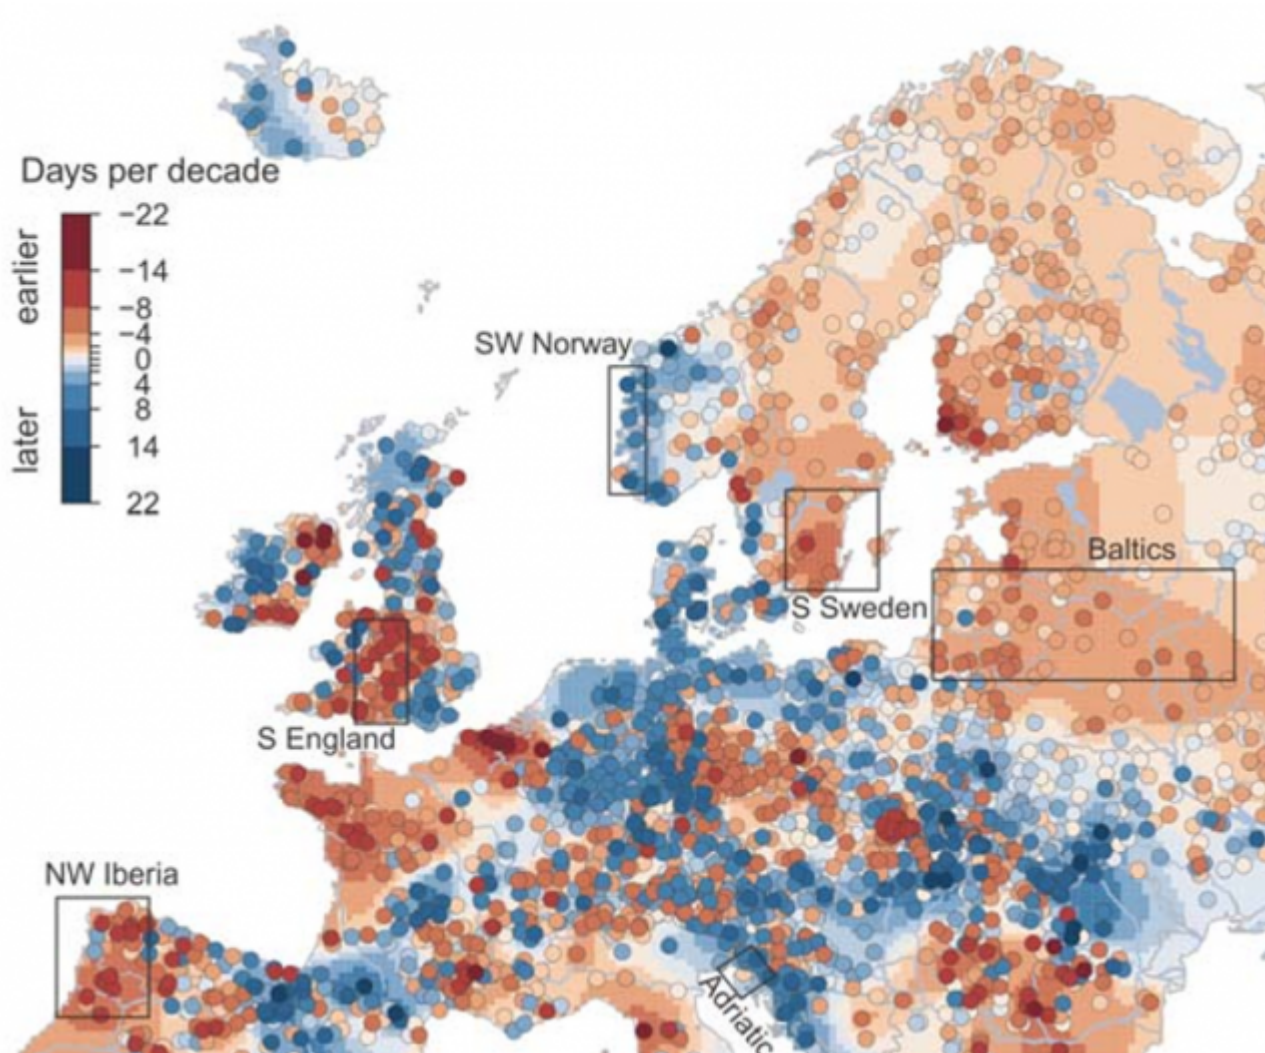 Days per decade
earlier
later
−22
−14
−8
−4
0
4
8
14
22
SW Norway
Baltics
S Sweden
S England
NW Iberia
Adriatic